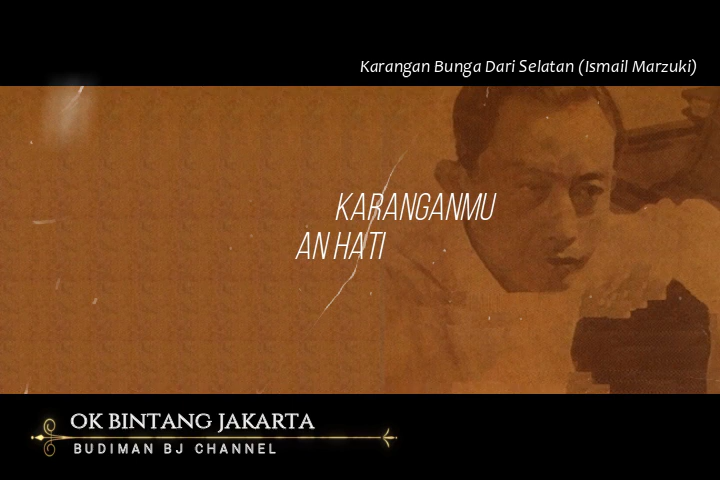 Karangan Bunga Dari Selatan (Ismail Marzuki)
KARANGANMU
AN HATI
OK BINTANG JAKARTA
BUDIMAN BJ CHANNEL